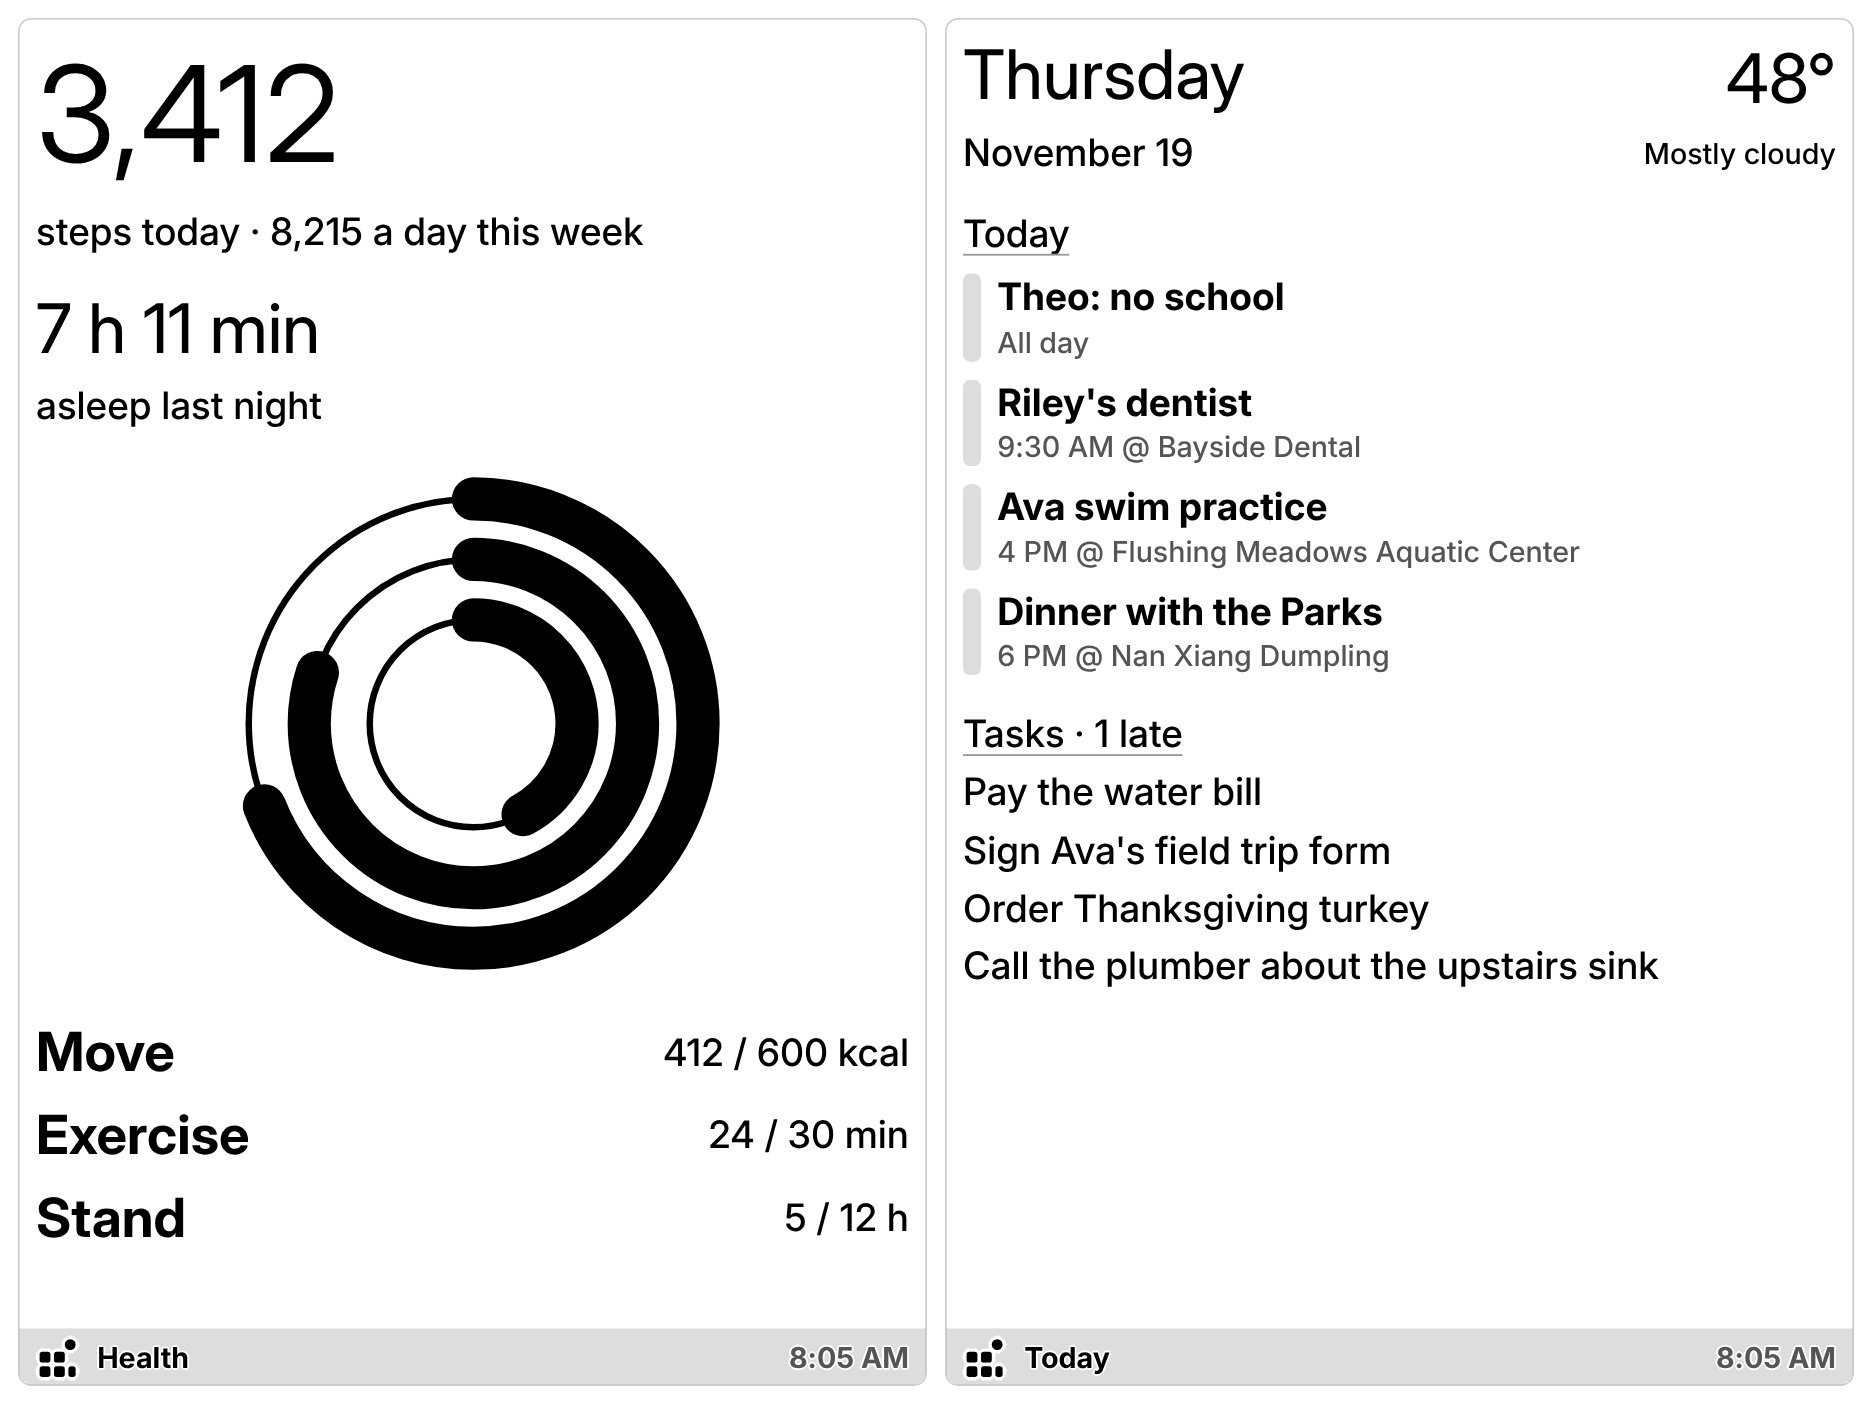 3,412
steps today · 8,215 a day this week
7 h 11 min
asleep last night
Move 412 / 600 kcal
Exercise 24 / 30 min
Stand 5 / 12 h
Health 8:05 AM
Thursday 48°
November 19 Mostly cloudy
Today
Theo: no school
All day
Riley's dentist
9:30 AM @ Bayside Dental
Ava swim practice
4 PM @ Flushing Meadows Aquatic Center
Dinner with the Parks
6 PM @ Nan Xiang Dumpling
Tasks · 1 late
Pay the water bill
Sign Ava's field trip form
Order Thanksgiving turkey
Call the plumber about the upstairs sink
Today 8:05 AM